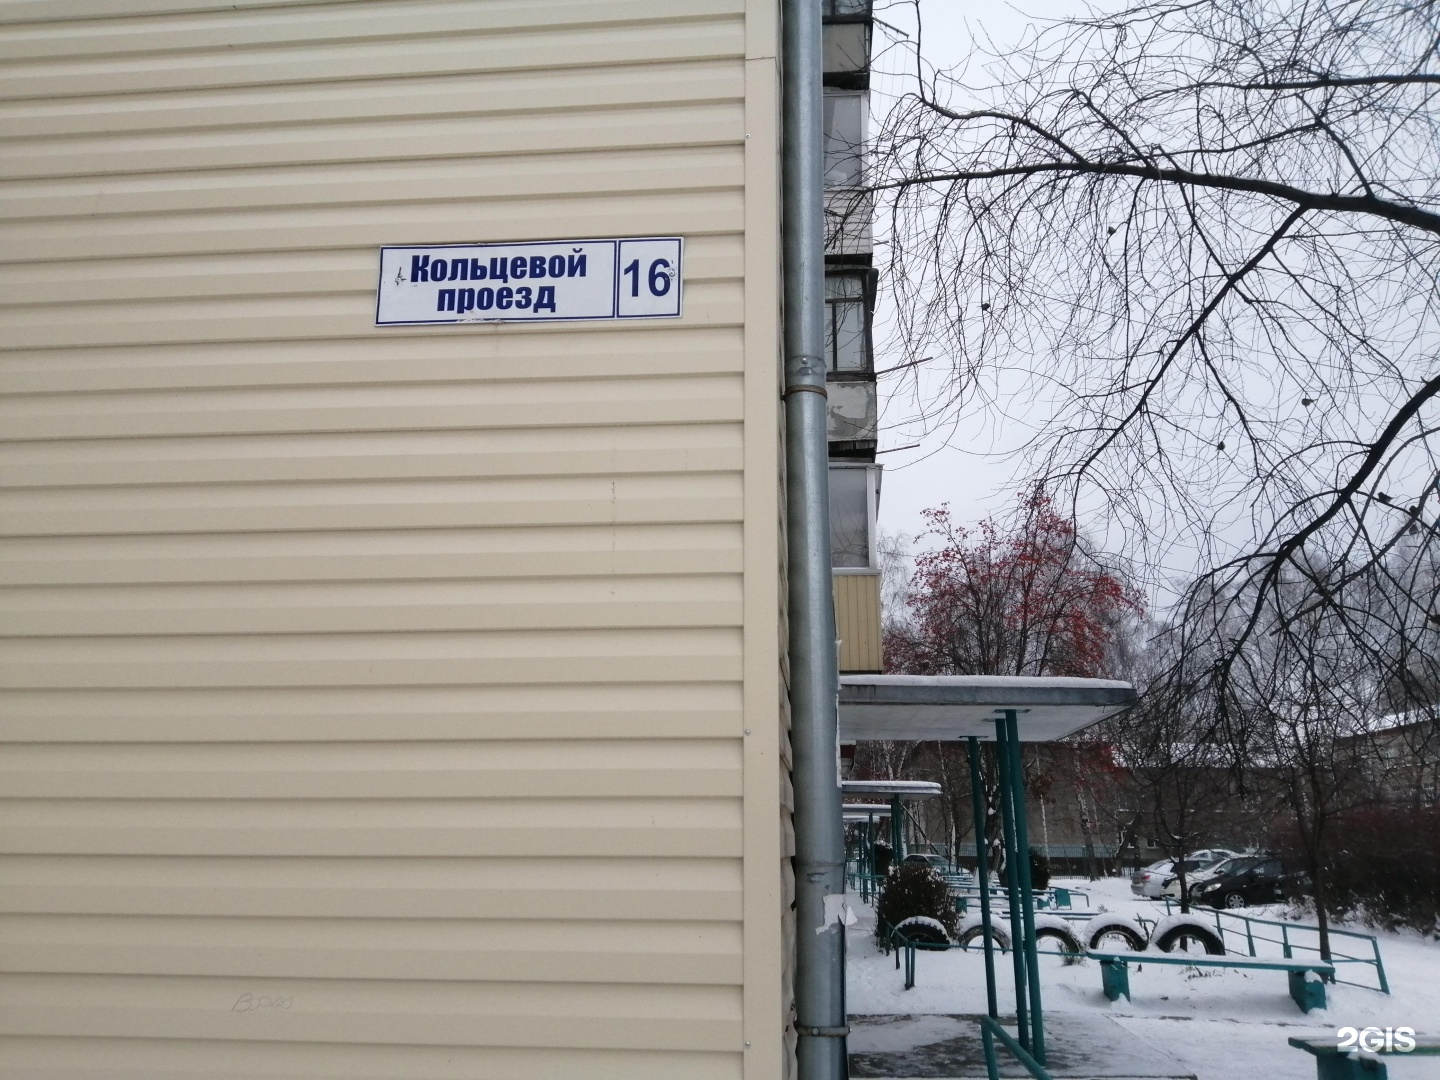 Кольцевой
проезд
16
2GIS